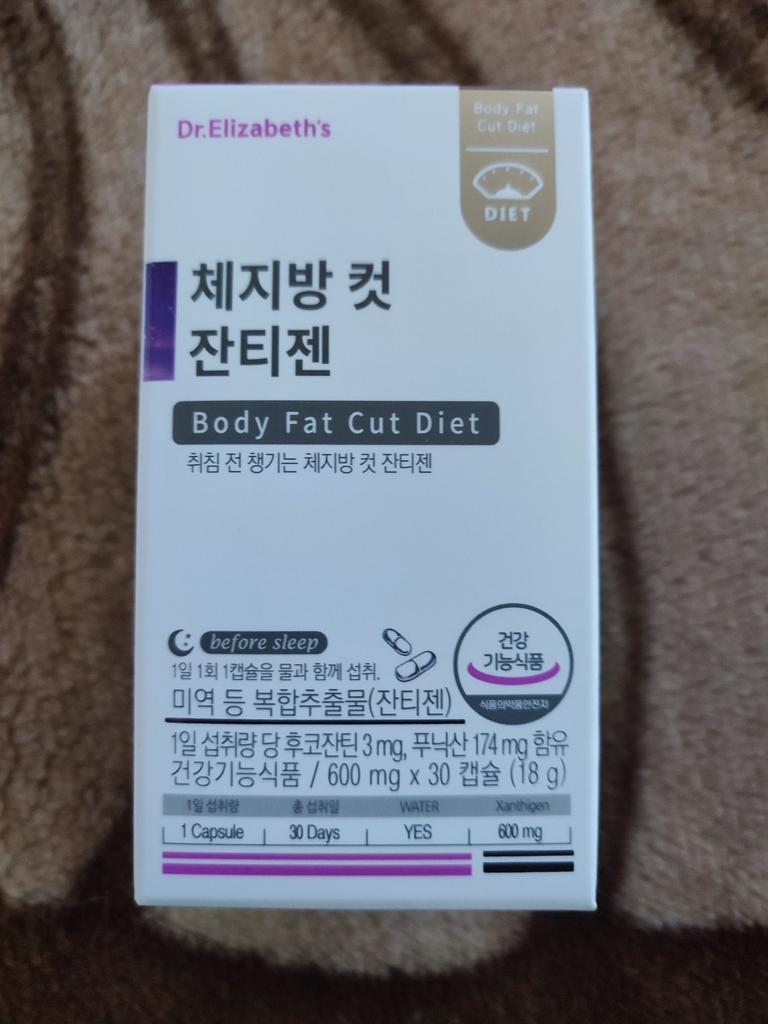 Dr.Elizabeth's
Body Fat
Cut Diet
DIET
체지방 컷
잔티젠
Body Fat Cut Diet
취침 전 챙기는 체지방 컷 잔티젠
before sleep
1일 1회 1캡슐을 물과 함께 섭취.
건강
기능식품
식품의약품안전처
미역 등 복합추출물(잔티젠)
1일 섭취량 당 후코잔틴 3 mg, 푸닉산 174 mg 함유
건강기능식품 / 600 mg x 30 캡슐 (18 g)
1일 섭취량 총 섭취일 WATER Xanthigen
1 Capsule 30 Days YES 600 mg